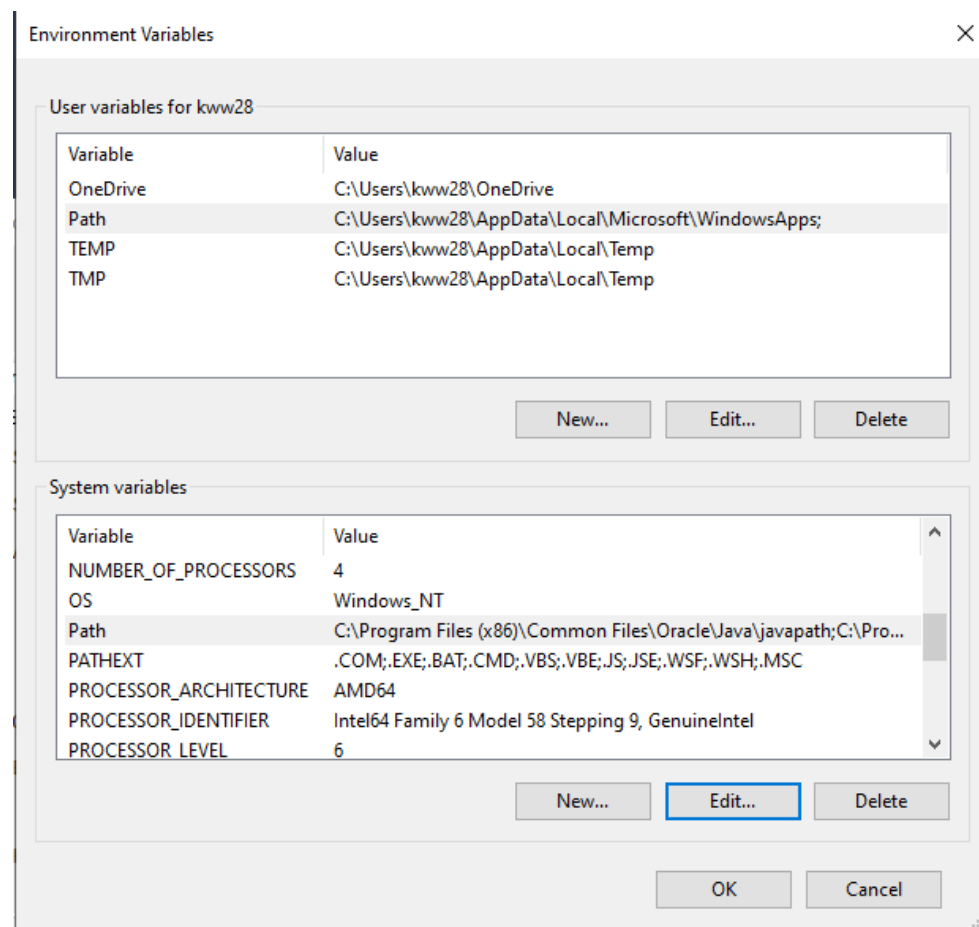 Environment Variables
User variables for kww28
Variable Value
OneDrive C:\Users\kww28\OneDrive
Path C:\Users\kww28\AppData\Local\Microsoft\WindowsApps;
TEMP C:\Users\kww28\AppData\Local\Temp
TMP C:\Users\kww28\AppData\Local\Temp
New... Edit... Delete
System variables
Variable Value
NUMBER_OF_PROCESSORS 4
OS Windows_NT
Path C:\Program Files (x86)\Common Files\Oracle\Java\javapath;C:\Pro...
PATHEXT .COM;.EXE;.BAT;.CMD;.VBS;.VBE;.JS;.JSE;.WSF;.WSH;.MSC
PROCESSOR_ARCHITECTURE AMD64
PROCESSOR_IDENTIFIER Intel64 Family 6 Model 58 Stepping 9, GenuineIntel
PROCESSOR_LEVEL 6
New... Edit... Delete
OK Cancel